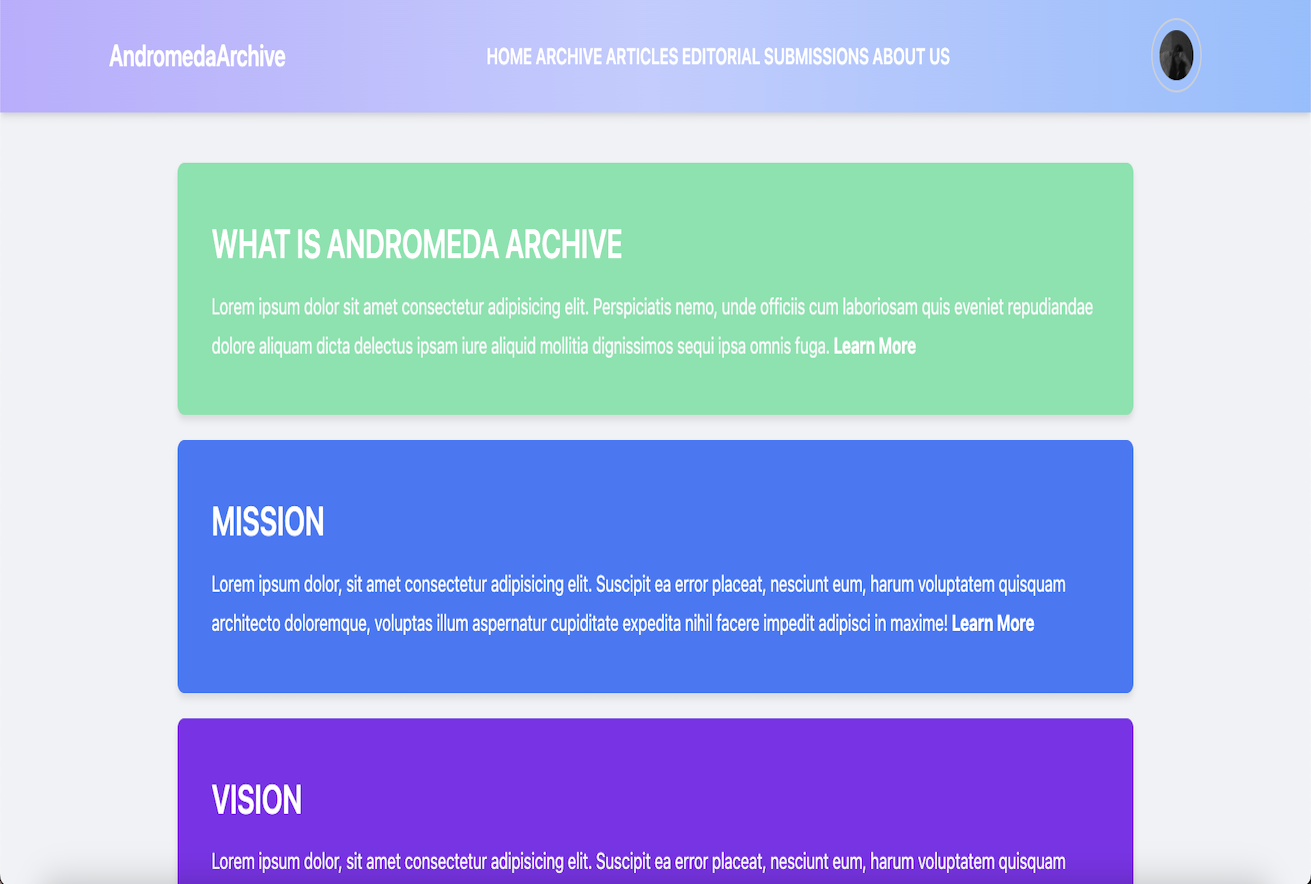 AndromedaArchive
HOME ARCHIVE ARTICLES EDITORIAL SUBMISSIONS ABOUT US
WHAT IS ANDROMEDA ARCHIVE
Lorem ipsum dolor sit amet consectetur adipisicing elit. Perspiciatis nemo, unde officiis cum laboriosam quis eveniet repudiandae
dolore aliquam dicta delectus ipsam iure aliquid mollitia dignissimos sequi ipsa omnis fuga. Learn More
MISSION
Lorem ipsum dolor, sit amet consectetur adipisicing elit. Suscipit ea error placeat, nesciunt eum, harum voluptatem quisquam
architecto doloremque, voluptas illum aspernatur cupiditate expedita nihil facere impedit adipisci in maxime! Learn More
VISION
Lorem ipsum dolor, sit amet consectetur adipisicing elit. Suscipit ea error placeat, nesciunt eum, harum voluptatem quisquam